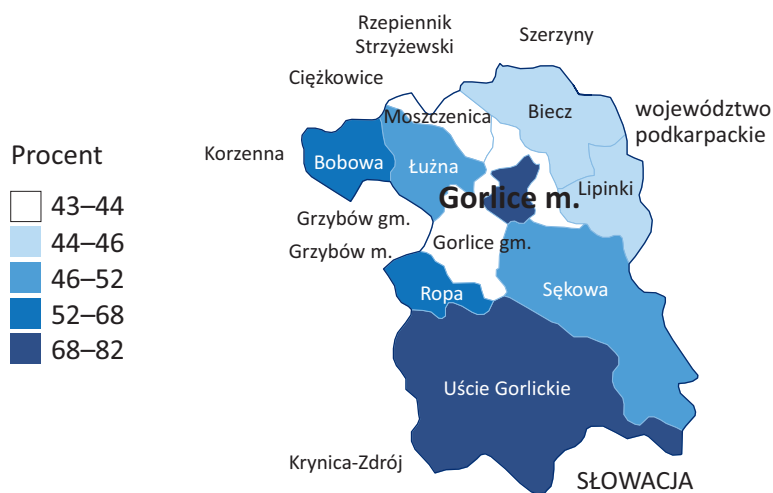 Rzepiennik
Strzyżewski
Szerzyny
Ciężkowice
Moszczenica
Biecz
województwo
podkarpackie
Procent
Korzenna
Bobowa
Łużna
Lipinki
43–44
Gorlice m.
Grzybów gm.
Gorlice gm.
44–46
Grzybów m.
46–52
Ropa
Sękowa
52–68
68–82
Uście Gorlickie
Krynica-Zdrój
SŁOWACJA